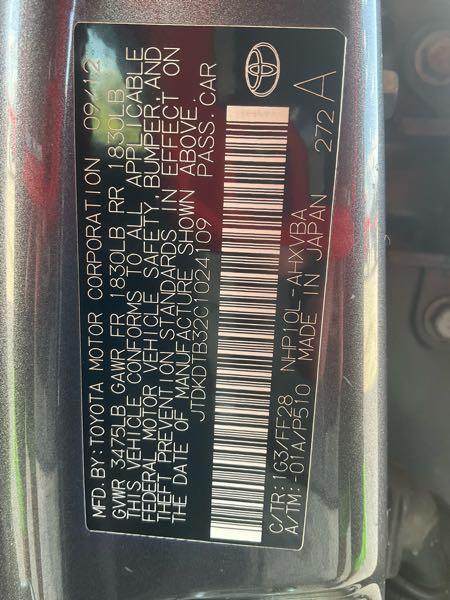 MFD.BY:TOYOTA MOTOR CORPORATION 09/12
GVWR 3475LB GAWR FR 1830LB RR 1830LB
THIS VEHICLE CONFORMS TO ALL APPLICABLE
FEDERAL MOTOR VEHICLE SAFETY, BUMPER, AND
THEFT PREVENTION STANDARDS IN EFFECT ON
THE DATE OF MANUFACTURE SHOWN ABOVE.
JTDKDTB32C1024109 PASS.CAR
C/TR:1G3/FF28 NHP10L-AHXVBA
A/TM:-01A/P510 MADE IN JAPAN 272 A